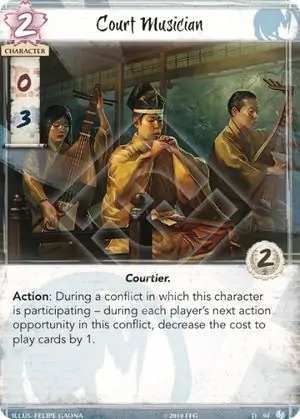 2
Court Musician
CHARACTER
0
3
2
Courtier.
Action: During a conflict in which this character
is participating – during each player's next action
opportunity in this conflict, decrease the cost to
play cards by 1.
ILLUS: FELIPE GAONA
©2018 FFG
94